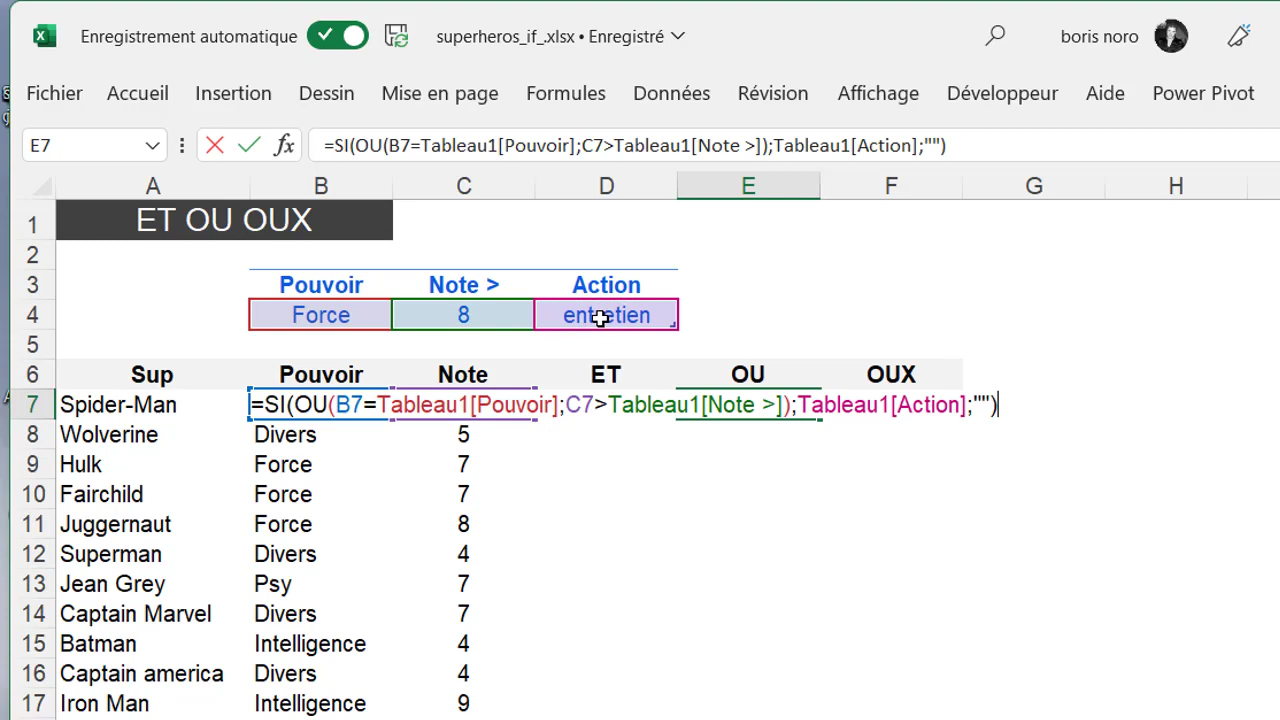 Enregistrement automatique superheros_if_.xlsx • Enregistré boris noro
Fichier Accueil Insertion Dessin Mise en page Formules Données Révision Affichage Développeur Aide Power Pivot
E7 fx =SI(OU(B7=Tableau1[Pouvoir];C7>Tableau1[Note >]);Tableau1[Action];"")
A B C D E F G H
1 ET OU OUX
2
3 Pouvoir Note > Action
4 Force 8 entretien
5
6 Sup Pouvoir Note ET OU OUX
7 Spider-Man =SI(OU(B7=Tableau1[Pouvoir];C7>Tableau1[Note >]);Tableau1[Action];"")
8 Wolverine Divers 5
9 Hulk Force 7
10 Fairchild Force 7
11 Juggernaut Force 8
12 Superman Divers 4
13 Jean Grey Psy 7
14 Captain Marvel Divers 7
15 Batman Intelligence 4
16 Captain america Divers 4
17 Iron Man Intelligence 9